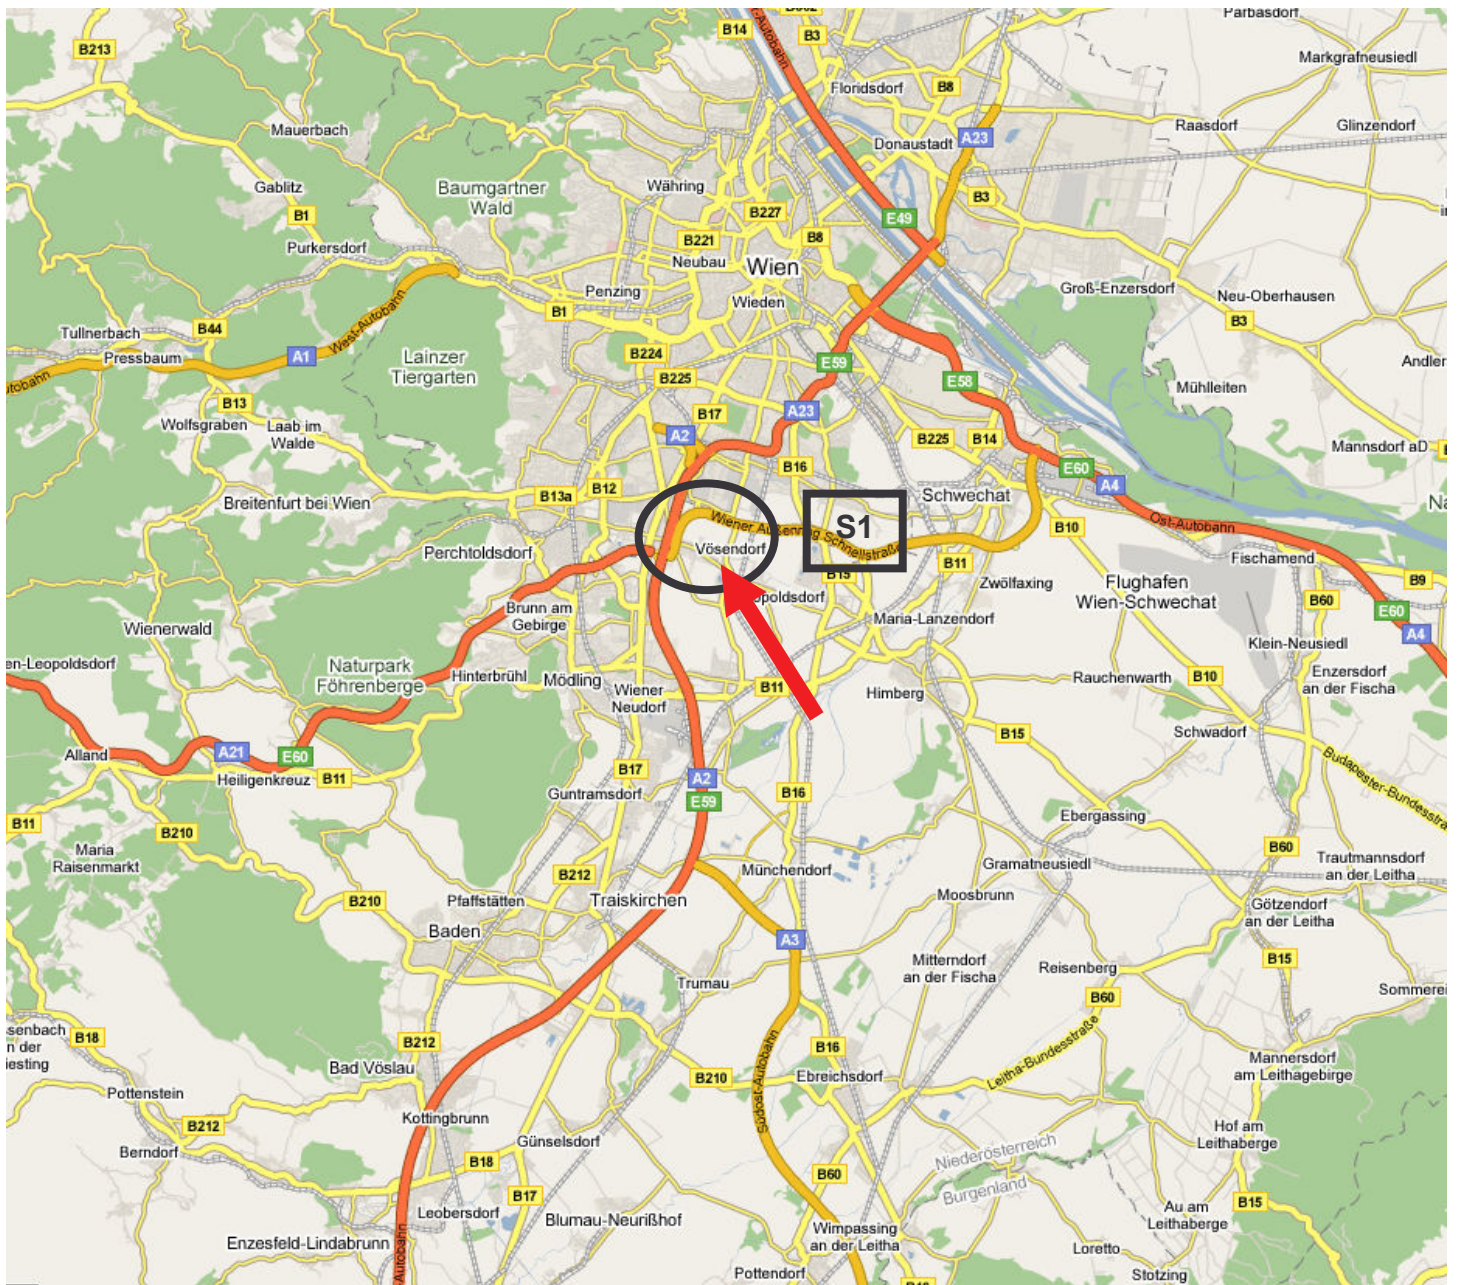 B14
B3
Parbasdorf
B213
Markgrafneusiedl
Floridsdorf
B8
Mauerbach
Donaustadt
A23
Raasdorf
Glinzendorf
Gablitz
Baumgartner
Wald
Währing
B1
B227
B3
E49
Purkersdorf
B221
B8
Neubau
Wien
Penzing
Wieden
Groß-Enzersdorf
Neu-Oberhausen
B1
B3
Tullnerbach
B44
West-Autobahn
Pressbaum
A1
B224
Lainzer
Tiergarten
E59
B225
E58
Mühlleiten
B13
B17
A23
Wolfsgraben
Laab im
Walde
A2
B225
B14
Mannsdorf aD
B16
E60
A4
Breitenfurt bei Wien
B13a
B12
Schwechat
S1
Wiener Außenring Schnellstraße
B10
Ost-Autobahn
Perchtoldsdorf
Vösendorf
Fischamend
B11
B15
Zwölfaxing
Flughafen
Wien-Schwechat
B9
B60
E60
A4
Brunn am
Gebirge
opoldsdorf
Maria-Lanzendorf
Wienerwald
Klein-Neusiedl
en-Leopoldsdorf
Naturpark
Föhrenberge
Hinterbrühl
Mödling
Wiener
Neudorf
B11
Himberg
Rauchenwarth
B10
Enzersdorf
an der Fischa
Alland
A21
E60
B15
Schwadorf
Heiligenkreuz
B11
B17
A2
E59
Guntramsdorf
B16
Budapester-Bundesstra
B11
B210
Ebergassing
Maria
Raisenmarkt
B60
B212
Münchendorf
Gramatneusiedl
Trautmannsdorf
an der Leitha
B210
Pfaffstätten
Traiskirchen
Moosbrunn
Götzendorf
an der Leitha
Baden
A3
Mitterndorf
an der Fischa
Reisenberg
B15
Trumau
Sommerei
B60
ssenbach
n der
iesting
B18
B212
B16
Leitha-Bundesstraße
Mannersdorf
am Leithagebirge
Bad Vöslau
B210
Ebreichsdorf
Südost-Autobahn
Pottenstein
Kottingbrunn
B212
Günselsdorf
Hof am
Leithaberge
Berndorf
Niederösterreich
B18
B60
Burgenland
B17
B15
Leobersdorf
Blumau-Neurißhof
Au am
Leithaberge
Enzesfeld-Lindabrunn
Autobahn
Wimpassing
an der Leitha
Loretto
Pottendorf
Stotzing